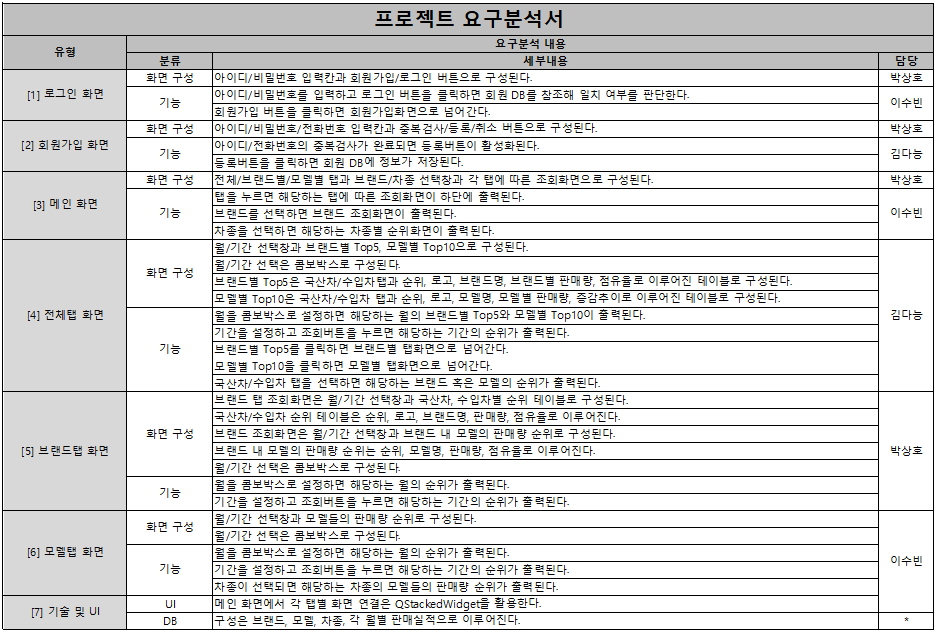 프로젝트 요구분석서
유형
요구분석 내용
분류 세부내용 담당
[1] 로그인 화면
화면 구성 아이디/비밀번호 입력칸과 회원가입/로그인 버튼으로 구성된다. 박상호
기능
아이디/비밀번호를 입력하고 로그인 버튼을 클릭하면 회원 DB를 참조해 일치 여부를 판단한다.
회원가입 버튼을 클릭하면 회원가입화면으로 넘어간다.
이수빈
[2] 회원가입 화면
화면 구성 아이디/비밀번호/전화번호 입력칸과 중복검사/등록/취소 버튼으로 구성된다. 박상호
기능
아이디/전화번호의 중복검사가 완료되면 등록버튼이 활성화된다.
등록버튼을 클릭하면 회원 DB에 정보가 저장된다.
김다능
[3] 메인 화면
화면 구성 전체/브랜드별/모델별 탭과 브랜드/차종 선택창과 각 탭에 따른 조회화면으로 구성된다. 박상호
기능
탭을 누르면 해당하는 탭에 따른 조회화면이 하단에 출력된다.
브랜드를 선택하면 브랜드 조회화면이 출력된다.
차종을 선택하면 해당하는 차종별 순위화면이 출력된다.
이수빈
[4] 전체탭 화면
화면 구성
월/기간 선택창과 브랜드별 Top5, 모델별 Top10으로 구성된다.
월/기간 선택은 콤보박스로 구성된다.
브랜드별 Top5은 국산차/수입차탭과 순위, 로고, 브랜드명, 브랜드별 판매량, 점유율로 이루어진 테이블로 구성된다.
모델별 Top10은 국산차/수입차 탭과 순위, 로고, 모델명, 모델별 판매량, 증감추이로 이루어진 테이블로 구성된다.
기능
월을 콤보박스로 설정하면 해당하는 월의 브랜드별 Top5와 모델별 Top10이 출력된다.
기간을 설정하고 조회버튼을 누르면 해당하는 기간의 순위가 출력된다.
브랜드별 Top5를 클릭하면 브랜드별 탭화면으로 넘어간다.
모델별 Top10을 클릭하면 모델별 탭화면으로 넘어간다.
국산차/수입차 탭을 선택하면 해당하는 브랜드 혹은 모델의 순위가 출력된다.
김다능
[5] 브랜드탭 화면
화면 구성
브랜드 탭 조회화면은 월/기간 선택창과 국산차, 수입차별 순위 테이블로 구성된다.
국산차/수입차 순위 테이블은 순위, 로고, 브랜드명, 판매량, 점유율로 이루어진다.
브랜드 조회화면은 월/기간 선택창과 브랜드 내 모델의 판매량 순위로 구성된다.
브랜드 내 모델의 판매량 순위는 순위, 모델명, 판매량, 점유율로 이루어진다.
월/기간 선택은 콤보박스로 구성된다.
기능
월을 콤보박스로 설정하면 해당하는 월의 순위가 출력된다.
기간을 설정하고 조회버튼을 누르면 해당하는 기간의 순위가 출력된다.
박상호
[6] 모델탭 화면
화면 구성
월/기간 선택창과 모델들의 판매량 순위로 구성된다.
월/기간 선택은 콤보박스로 구성된다.
기능
월을 콤보박스로 설정하면 해당하는 월의 순위가 출력된다.
기간을 설정하고 조회버튼을 누르면 해당하는 기간의 순위가 출력된다.
차종이 선택되면 해당하는 차종의 모델들의 판매량 순위가 출력된다.
이수빈
[7] 기술 및 UI
UI 메인 화면에서 각 탭별 화면 연결은 QStackedWidget을 활용한다.
DB 구성은 브랜드, 모델, 차종, 각 월별 판매실적으로 이루어진다. *